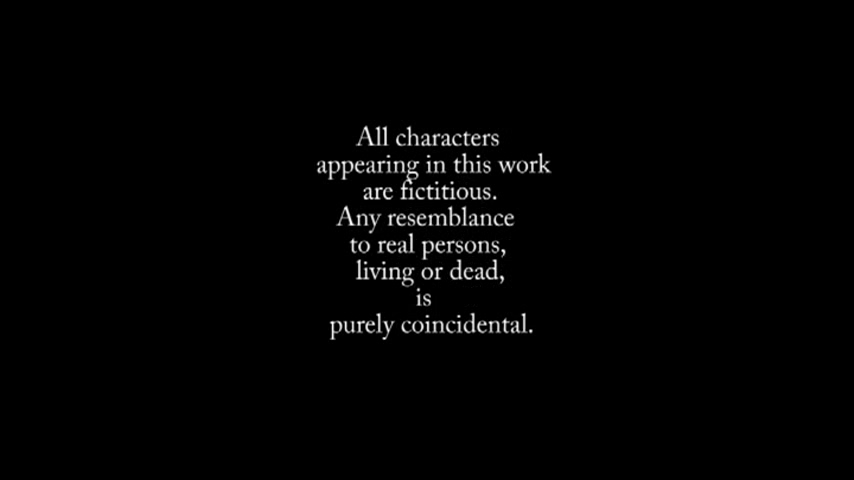 All characters
appearing in this work
are fictitious.
Any resemblance
to real persons,
living or dead,
is
purely coincidental.